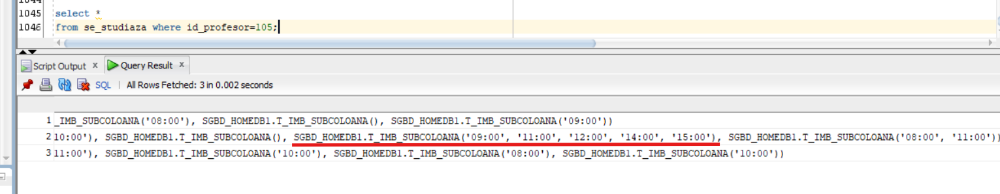 1044
1045 select *
1046 from se_studiaza where id_profesor=105;
Script Output x Query Result x
SQL | All Rows Fetched: 3 in 0.002 seconds
1 _IMB_SUBCOLOANA('08:00'), SGBD_HOMEDB1.T_IMB_SUBCOLOANA(), SGBD_HOMEDB1.T_IMB_SUBCOLOANA('09:00'))
2 10:00'), SGBD_HOMEDB1.T_IMB_SUBCOLOANA(), SGBD_HOMEDB1.T_IMB_SUBCOLOANA('09:00', '11:00', '12:00', '14:00', '15:00'), SGBD_HOMEDB1.T_IMB_SUBCOLOANA('08:00', '11:00'))
3 11:00'), SGBD_HOMEDB1.T_IMB_SUBCOLOANA('10:00'), SGBD_HOMEDB1.T_IMB_SUBCOLOANA('08:00'), SGBD_HOMEDB1.T_IMB_SUBCOLOANA('10:00'))